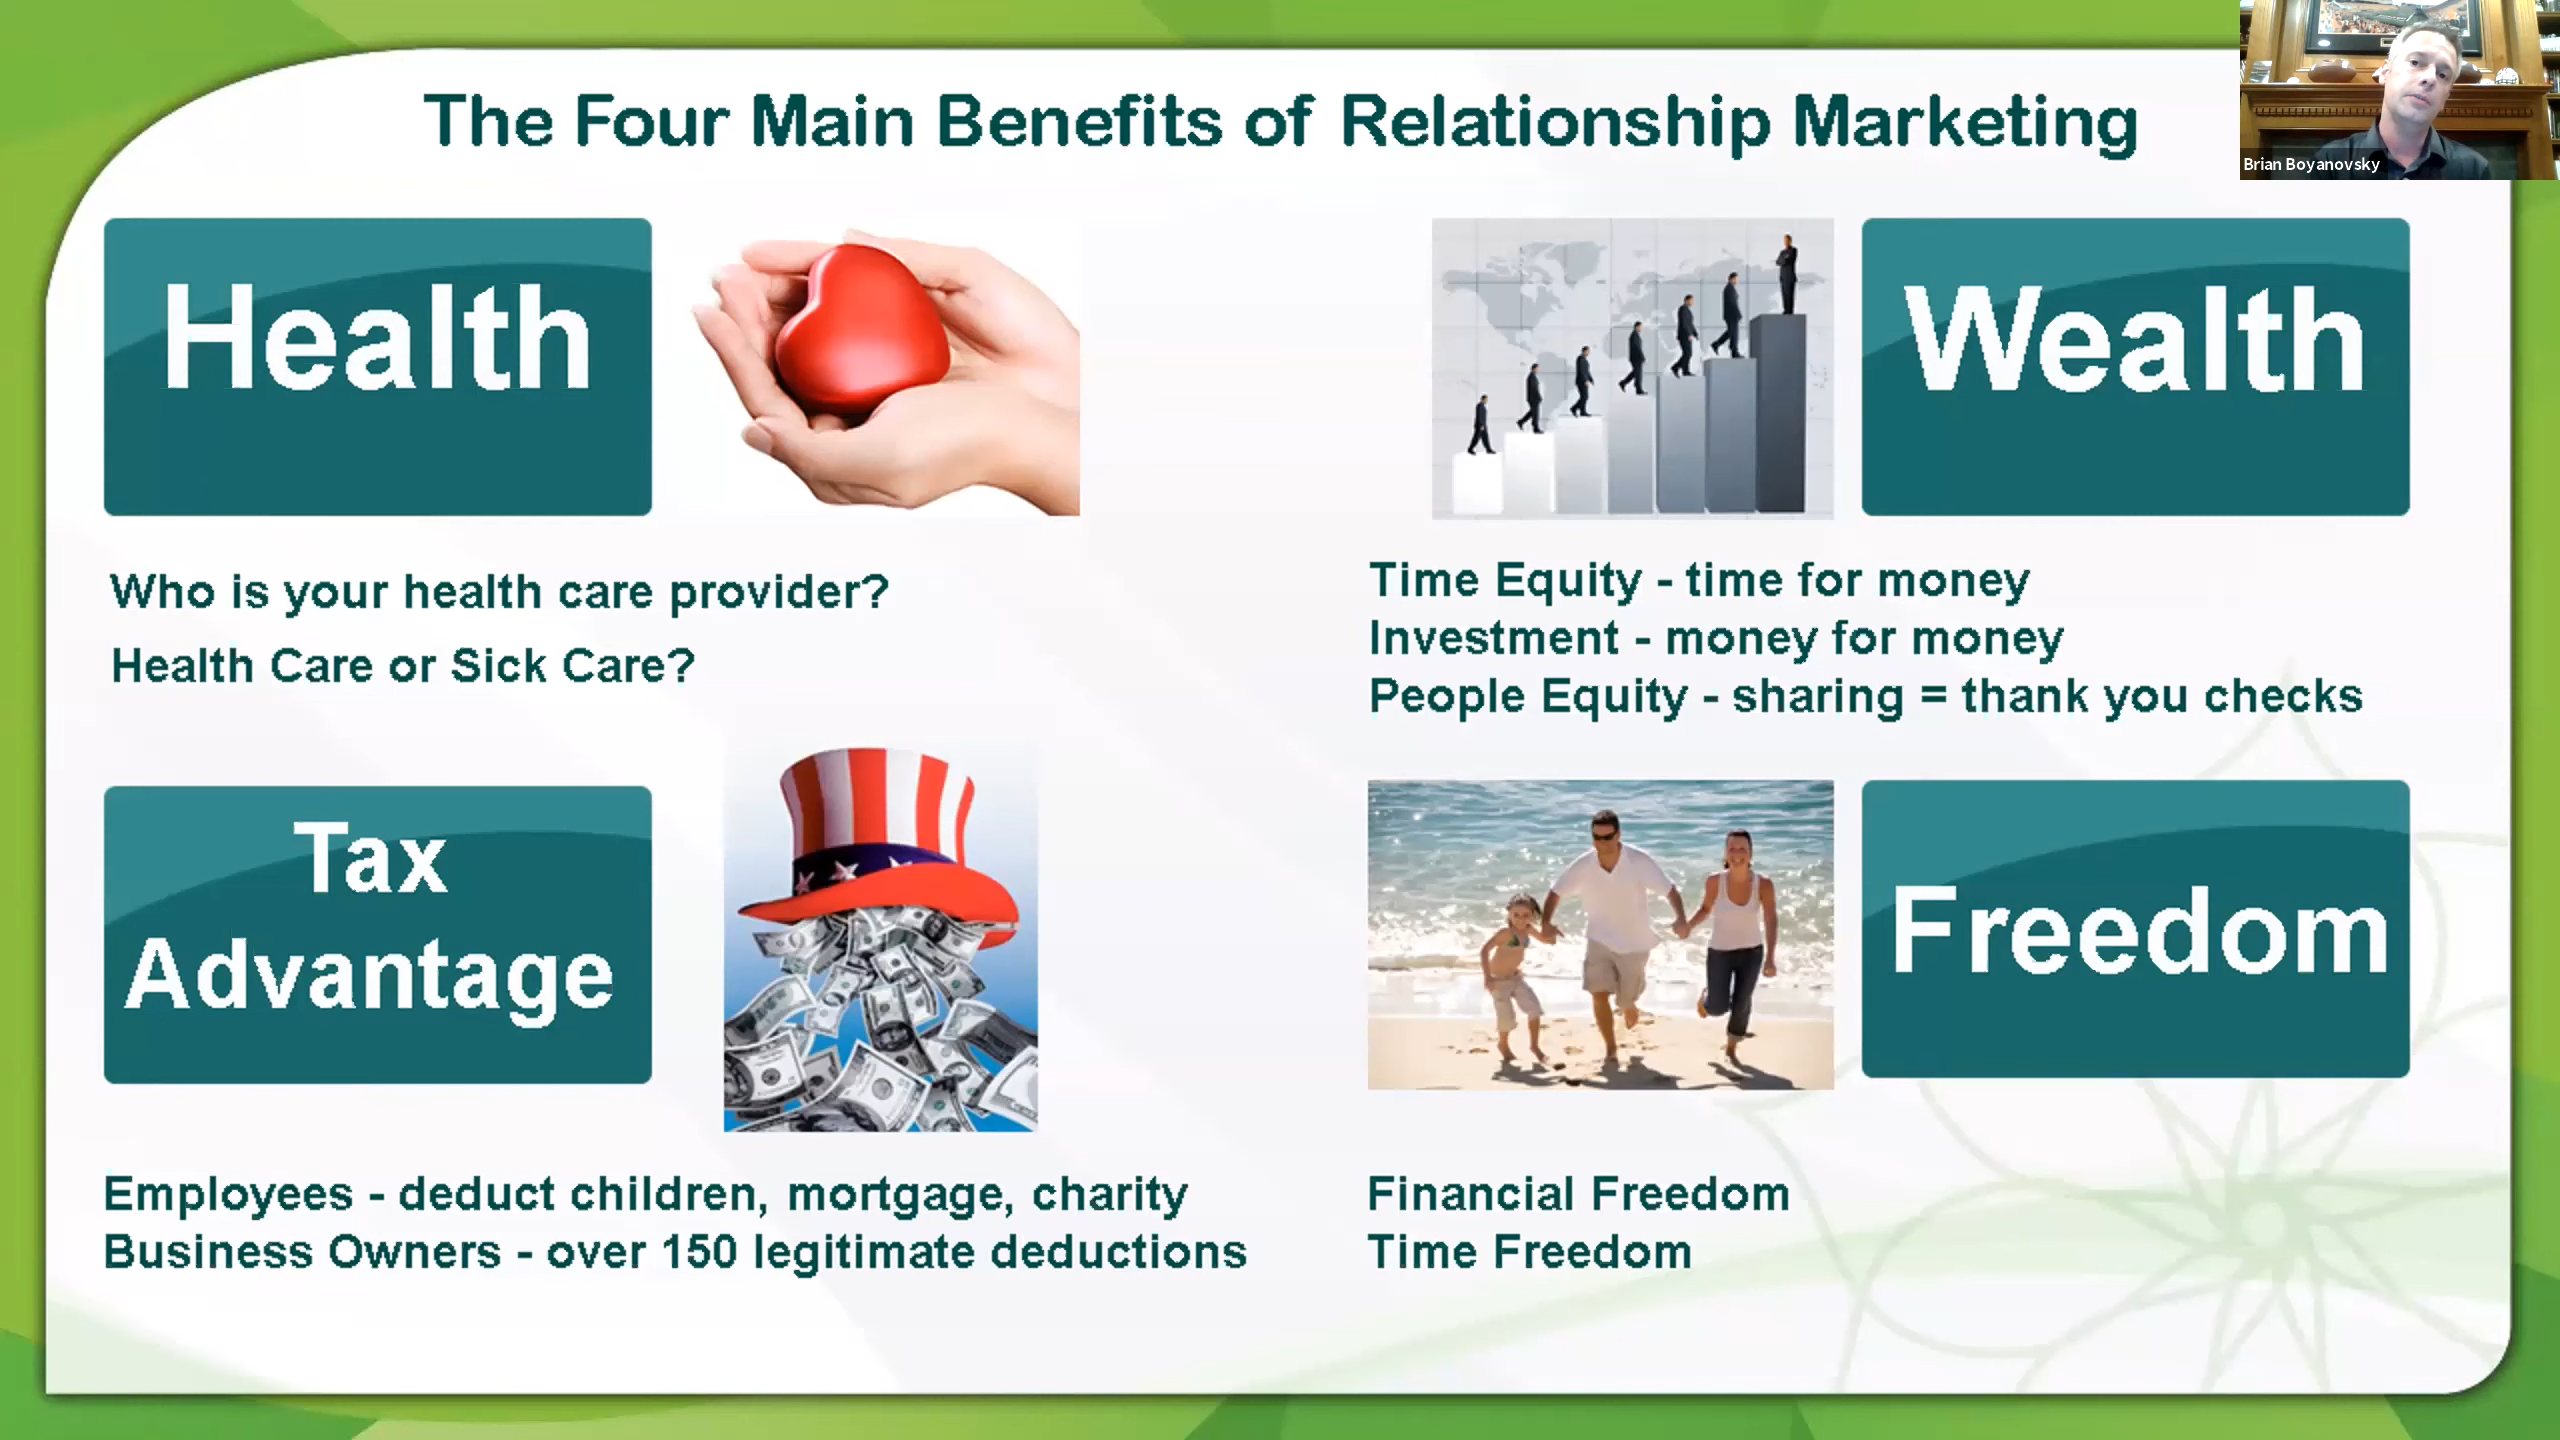 The Four Main Benefits of Relationship Marketing
Brian Boyanovsky
Health
Wealth
Who is your health care provider?
Health Care or Sick Care?
Time Equity - time for money
Investment - money for money
People Equity - sharing = thank you checks
Tax
Advantage
Freedom
Employees - deduct children, mortgage, charity
Business Owners - over 150 legitimate deductions
Financial Freedom
Time Freedom